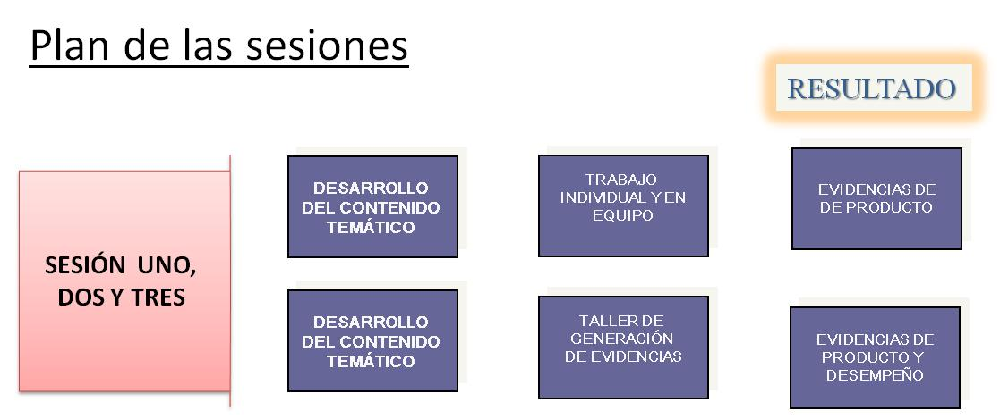 Plan de las sesiones
RESULTADO
SESIÓN UNO,
DOS Y TRES
DESARROLLO
DEL CONTENIDO
TEMÁTICO
TRABAJO
INDIVIDUAL Y EN
EQUIPO
EVIDENCIAS DE
DE PRODUCTO
DESARROLLO
DEL CONTENIDO
TEMÁTICO
TALLER DE
GENERACIÓN
DE EVIDENCIAS
EVIDENCIAS DE
PRODUCTO Y
DESEMPEÑO